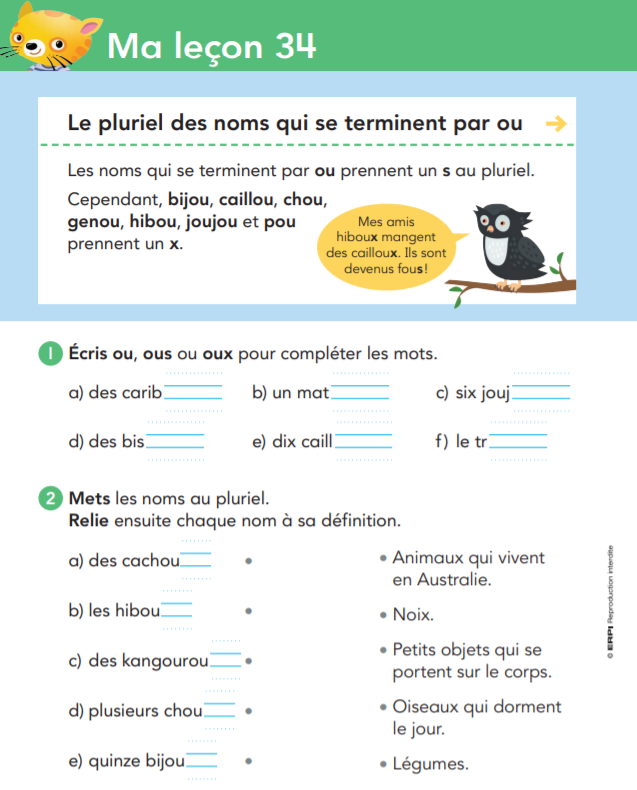 Ma leçon 34
Le pluriel des noms qui se terminent par ou
Les noms qui se terminent par ou prennent un s au pluriel.
Cependant, bijou, caillou, chou,
genou, hibou, joujou et pou
prennent un x.
Mes amis
hiboux mangent
des cailloux. Ils sont
devenus fous!
1 Écris ou, ous ou oux pour compléter les mots.
a) des carib b) un mat c) six jouj
d) des bis e) dix caill f) le tr
2 Mets les noms au pluriel.
Relie ensuite chaque nom à sa définition.
a) des cachou
b) les hibou
c) des kangourou
d) plusieurs chou
e) quinze bijou
• Animaux qui vivent
en Australie.
• Noix.
• Petits objets qui se
portent sur le corps.
• Oiseaux qui dorment
le jour.
• Légumes.
© ERPI Reproduction interdite